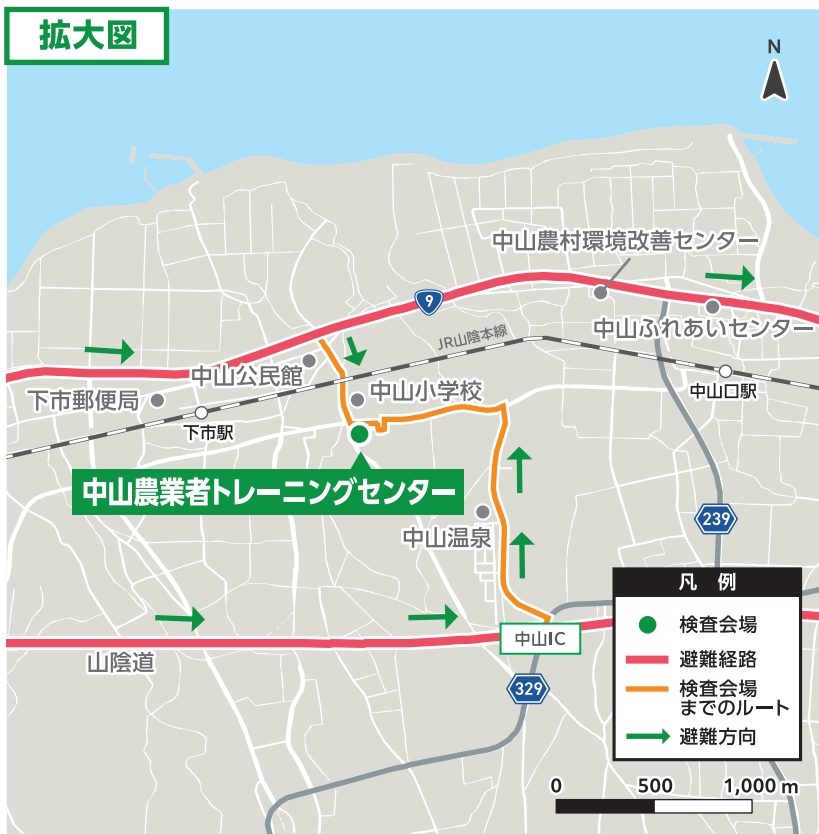 拡大図
N
中山農村環境改善センター
9
中山ふれあいセンター
JR山陰本線
中山公民館
中山口駅
下市郵便局
中山小学校
下市駅
中山農業者トレーニングセンター
239
中山温泉
中山IC
山陰道
329
凡 例
検査会場
避難経路
検査会場
までのルート
避難方向
0 500 1,000 m